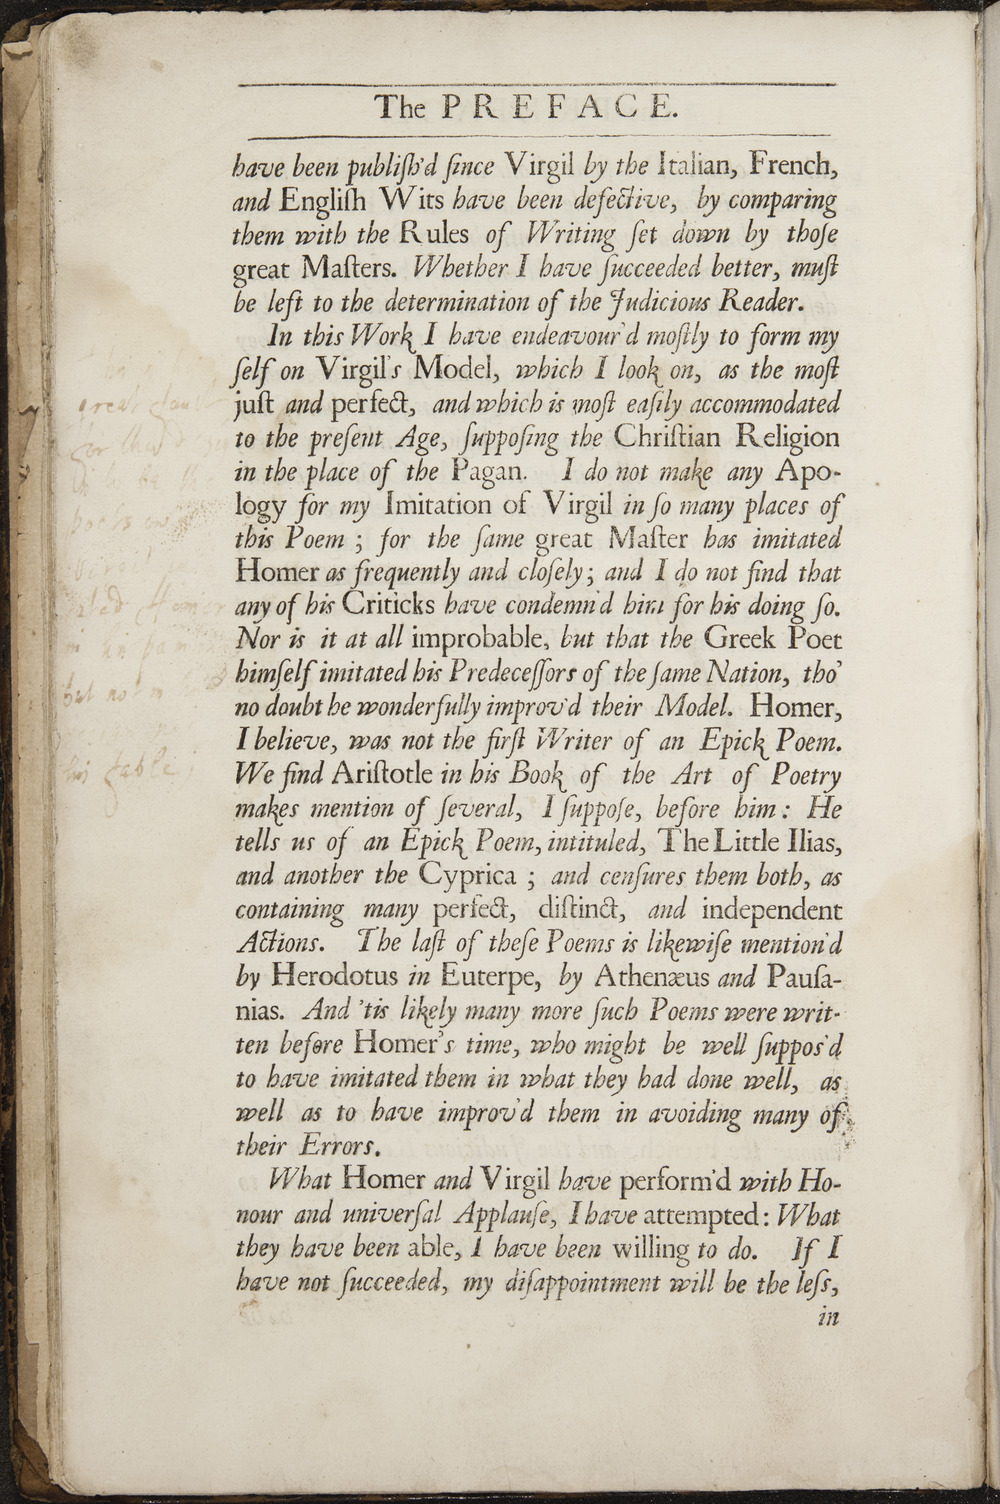 The PREFACE.
have been publiſh'd ſince Virgil by the Italian, French,
and Engliſh Wits have been defective, by comparing
them with the Rules of Writing ſet down by thoſe
great Maſters. Whether I have ſucceeded better, muſt
be left to the determination of the Judicious Reader.
In this Work I have endeavour'd moſtly to form my
ſelf on Virgil's Model, which I look on, as the moſt
juſt and perfect, and which is moſt eaſily accommodated
to the preſent Age, ſuppoſing the Chriſtian Religion
in the place of the Pagan. I do not make any Apo-
logy for my Imitation of Virgil in ſo many places of
this Poem ; for the ſame great Maſter has imitated
Homer as frequently and cloſely; and I do not find that
any of his Criticks have condemn'd him for his doing ſo.
Nor is it at all improbable, but that the Greek Poet
himſelf imitated his Predeceſſors of the ſame Nation, tho'
no doubt he wonderfully improv'd their Model. Homer,
I believe, was not the firſt Writer of an Epick Poem.
We find Ariſtotle in his Book of the Art of Poetry
makes mention of ſeveral, I ſuppoſe, before him: He
tells us of an Epick Poem, intituled, The Little Ilias,
and another the Cyprica ; and cenſures them both, as
containing many perfect, diſtinct, and independent
Actions. The laſt of theſe Poems is likewiſe mention'd
by Herodotus in Euterpe, by Athenæus and Pauſa-
nias. And 'tis likely many more ſuch Poems were writ-
ten before Homer's time, who might be well ſuppos'd
to have imitated them in what they had done well, as
well as to have improv'd them in avoiding many of
their Errors.
What Homer and Virgil have perform'd with Ho-
nour and univerſal Applauſe, I have attempted: What
they have been able, I have been willing to do. If I
have not ſucceeded, my diſappointment will be the leſs,
in
great
Homer
but not
his fable